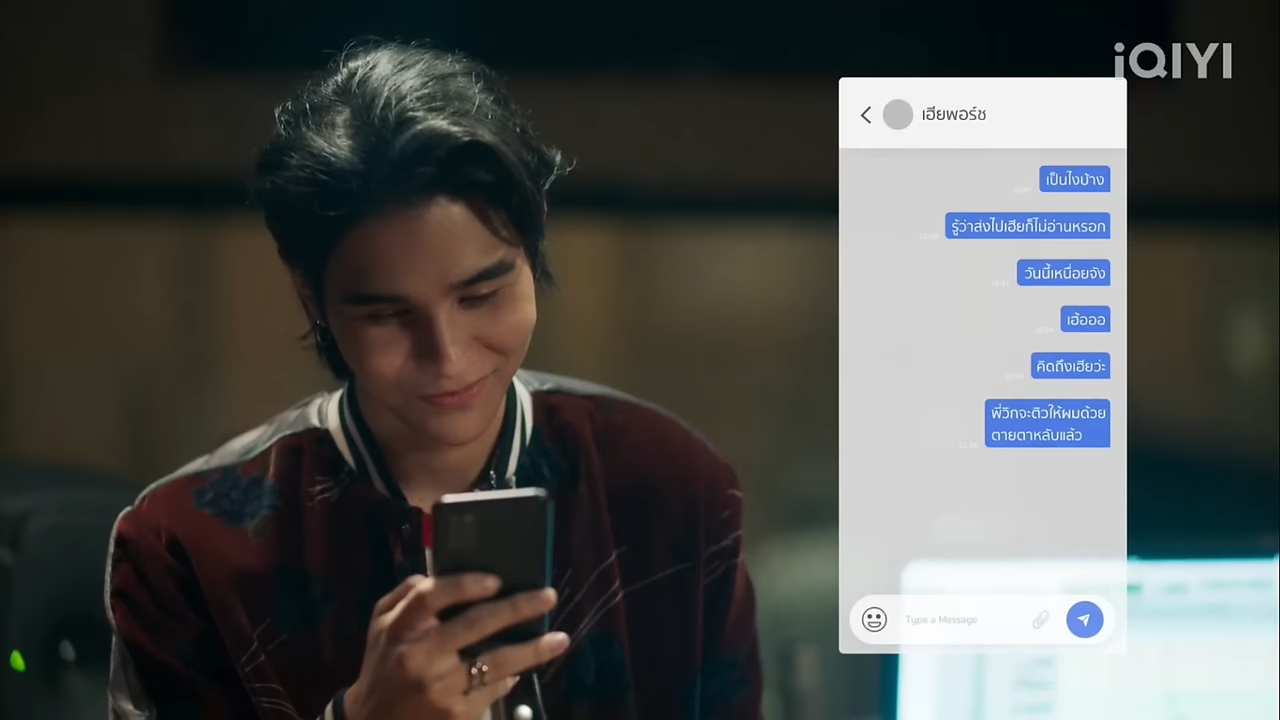 iQIYI
เฮียพอร์ช
เป็นไงบ้าง
รู้ว่าส่งไปเฮียก็ไม่อ่านหรอก
วันนี้เหนื่อยจัง
เฮ้อออ
คิดถึงเฮียว่ะ
พี่วิกจะติวให้ผมด้วย
ตายตาหลับแล้ว
Type a Message